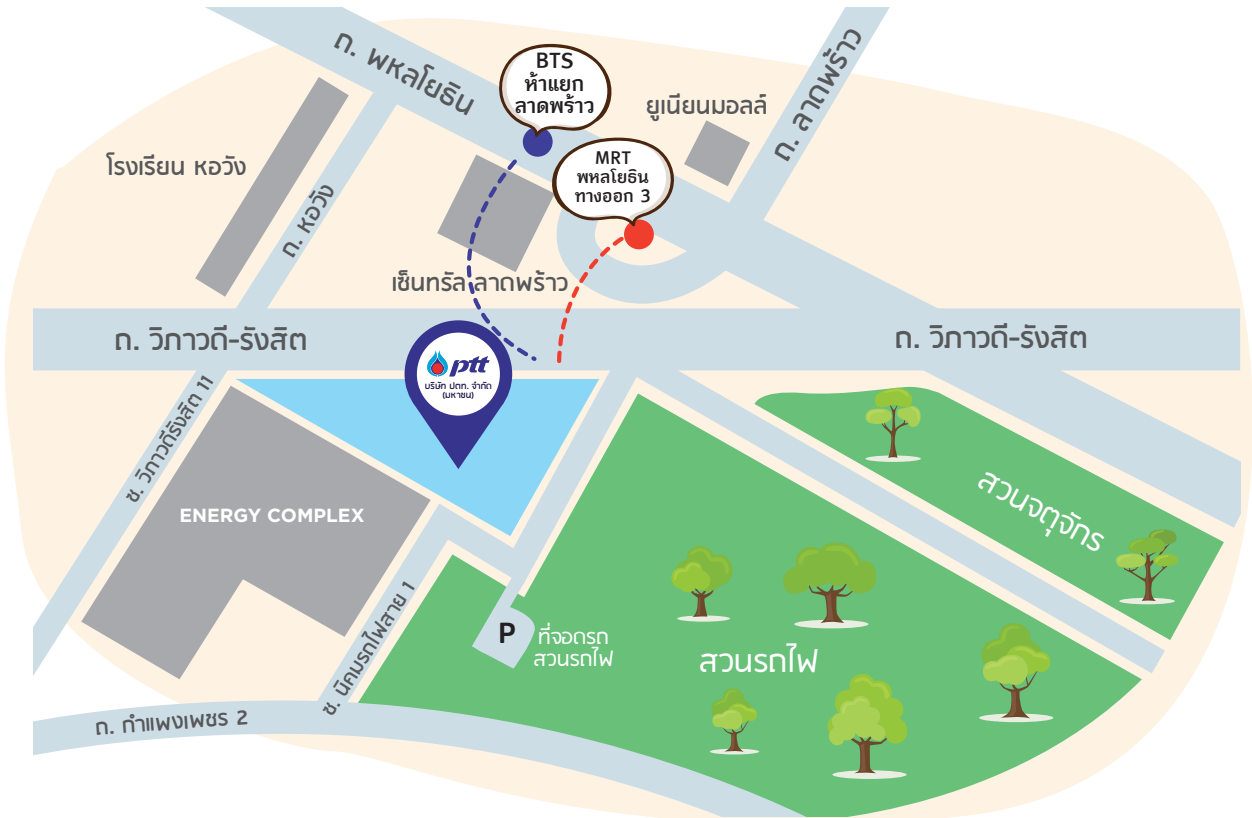 ถ. พหลโยธิน
BTS
ห้าแยก
ลาดพร้าว
ถ. ลาดพร้าว
ยูเนียนมอลล์
MRT
พหลโยธิน
ทางออก 3
โรงเรียน หอวัง
ถ. หอวัง
เซ็นทรัล ลาดพร้าว
ถ. วิภาวดี-รังสิต
ถ. วิภาวดี-รังสิต
ptt
บริษัท ปตท. จำกัด
(มหาชน)
ซ. วิภาวดีรังสิต 11
ENERGY COMPLEX
สวนจตุจักร
ซ. นิคมรถไฟสาย 1
P
ที่จอดรถ
สวนรถไฟ
สวนรถไฟ
ถ. กำแพงเพชร 2